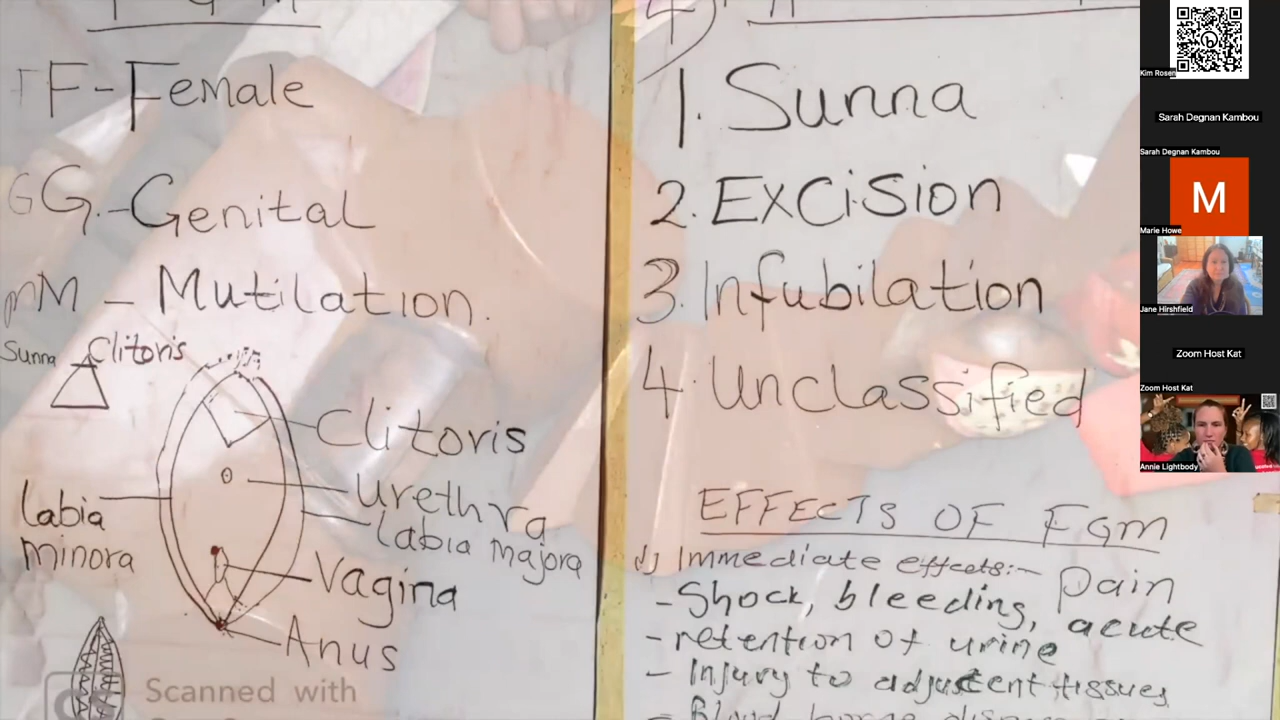 F - Female
G. - Genital
M - Mutilation.
Sunna
Clitoris
Clitoris
urethra
labia majora
labia
minora
Vagina
Anus
Scanned with
1. Sunna
2. EXCiSiON
3. Infubilation
4. Unclassified
EFFECTS OF FGM
Immediate effects:- Pain
- Shock, bleeding, acute
- retention of urine
- Injury to adjustent tissues
Kim Rosen
Sarah Degnan Kambou
Sarah Degnan Kambou
M
Marie Howe
Jane Hirshfield
Zoom Host Kat
Zoom Host Kat
Annie Lightbody